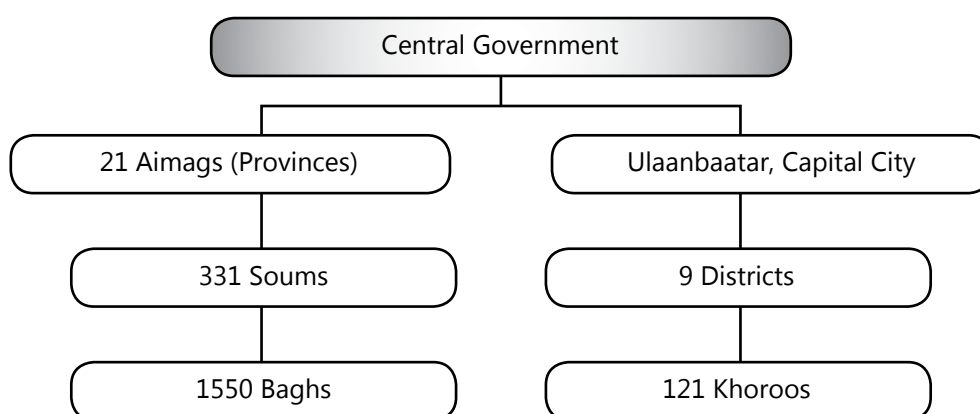 Central Government
21 Aimags (Provinces)
Ulaanbaatar, Capital City
331 Soums
9 Districts
1550 Baghs
121 Khoroos